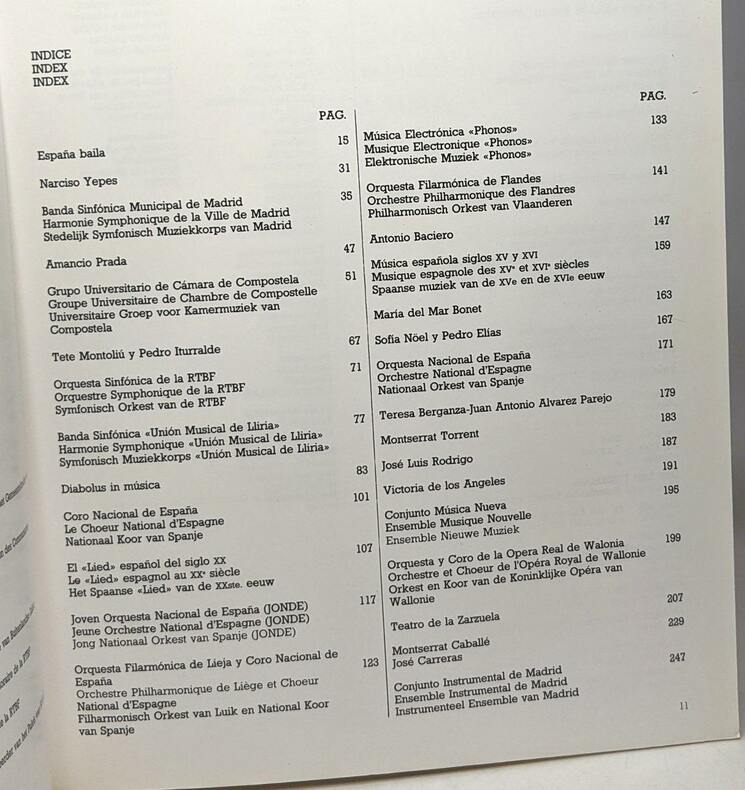 INDICE
INDEX
INDEX
PAG.
España baila 15
Narciso Yepes 31
Banda Sinfónica Municipal de Madrid 35
Harmonie Symphonique de la Ville de Madrid
Stedelijk Symfonisch Muziekkorps van Madrid
Amancio Prada 47
Grupo Universitario de Cámara de Compostela 51
Groupe Universitaire de Chambre de Compostelle
Universitaire Groep voor Kamermuziek van
Compostela
Tete Montoliú y Pedro Iturralde 67
Orquesta Sinfónica de la RTBF 71
Orquestre Symphonique de la RTBF
Symfonisch Orkest van de RTBF
Banda Sinfónica «Unión Musical de Lliria» 77
Harmonie Symphonique «Unión Musical de Lliria»
Symfisch Muziekkorps «Unión Musical de Lliria»
Diabolus in música 83
Coro Nacional de España 101
Le Choeur National d'Espagne
Nationaal Koor van Spanje
El «Lied» español del siglo XX 107
Le «Lied» espagnol au XXe siècle
Het Spaanse «Lied» van de XXste. eeuw
Joven Orquesta Nacional de España (JONDE) 117
Jeune Orchestre National d'Espagne (JONDE)
Jong Nationaal Orkest van Spanje (JONDE)
Orquesta Filarmónica de Lieja y Coro Nacional de 123
España
Orchestre Philharmonique de Liège et Choeur
National d'Espagne
Filharmonisch Orkest van Luik en National Koor
van Spanje
PAG.
Música Electrónica «Phonos» 133
Musique Electronique «Phonos»
Elektronische Muziek «Phonos»
Orquesta Filarmónica de Flandes 141
Orchestre Philharmonique des Flandres
Philharmonisch Orkest van Vlaanderen
Antonio Baciero 147
Música española siglos XV y XVI 159
Musique espagnole des XVe et XVIe siècles
Spaanse muziek van de XVe en de XVIe eeuw
María del Mar Bonet 163
Sofía Nöel y Pedro Elías 167
Orquesta Nacional de España 171
Orchestre National d'Espagne
Nationaal Orkest van Spanje
Teresa Berganza-Juan Antonio Alvarez Parejo 179
Montserrat Torrent 183
José Luis Rodrigo 187
Victoria de los Angeles 191
Conjunto Música Nueva 195
Ensemble Musique Nouvelle
Ensemble Nieuwe Muziek
Orquesta y Coro de la Opera Real de Walonia 199
Orchestre et Choeur de l'Opéra Royal de Wallonie
Orkest en Koor van de Koninklijke Opéra van
Wallonie
Teatro de la Zarzuela 207
Montserrat Caballé 229
José Carreras
Conjunto Instrumental de Madrid 247
Ensemble Instrumental de Madrid
Instrumenteel Ensemble van Madrid
11